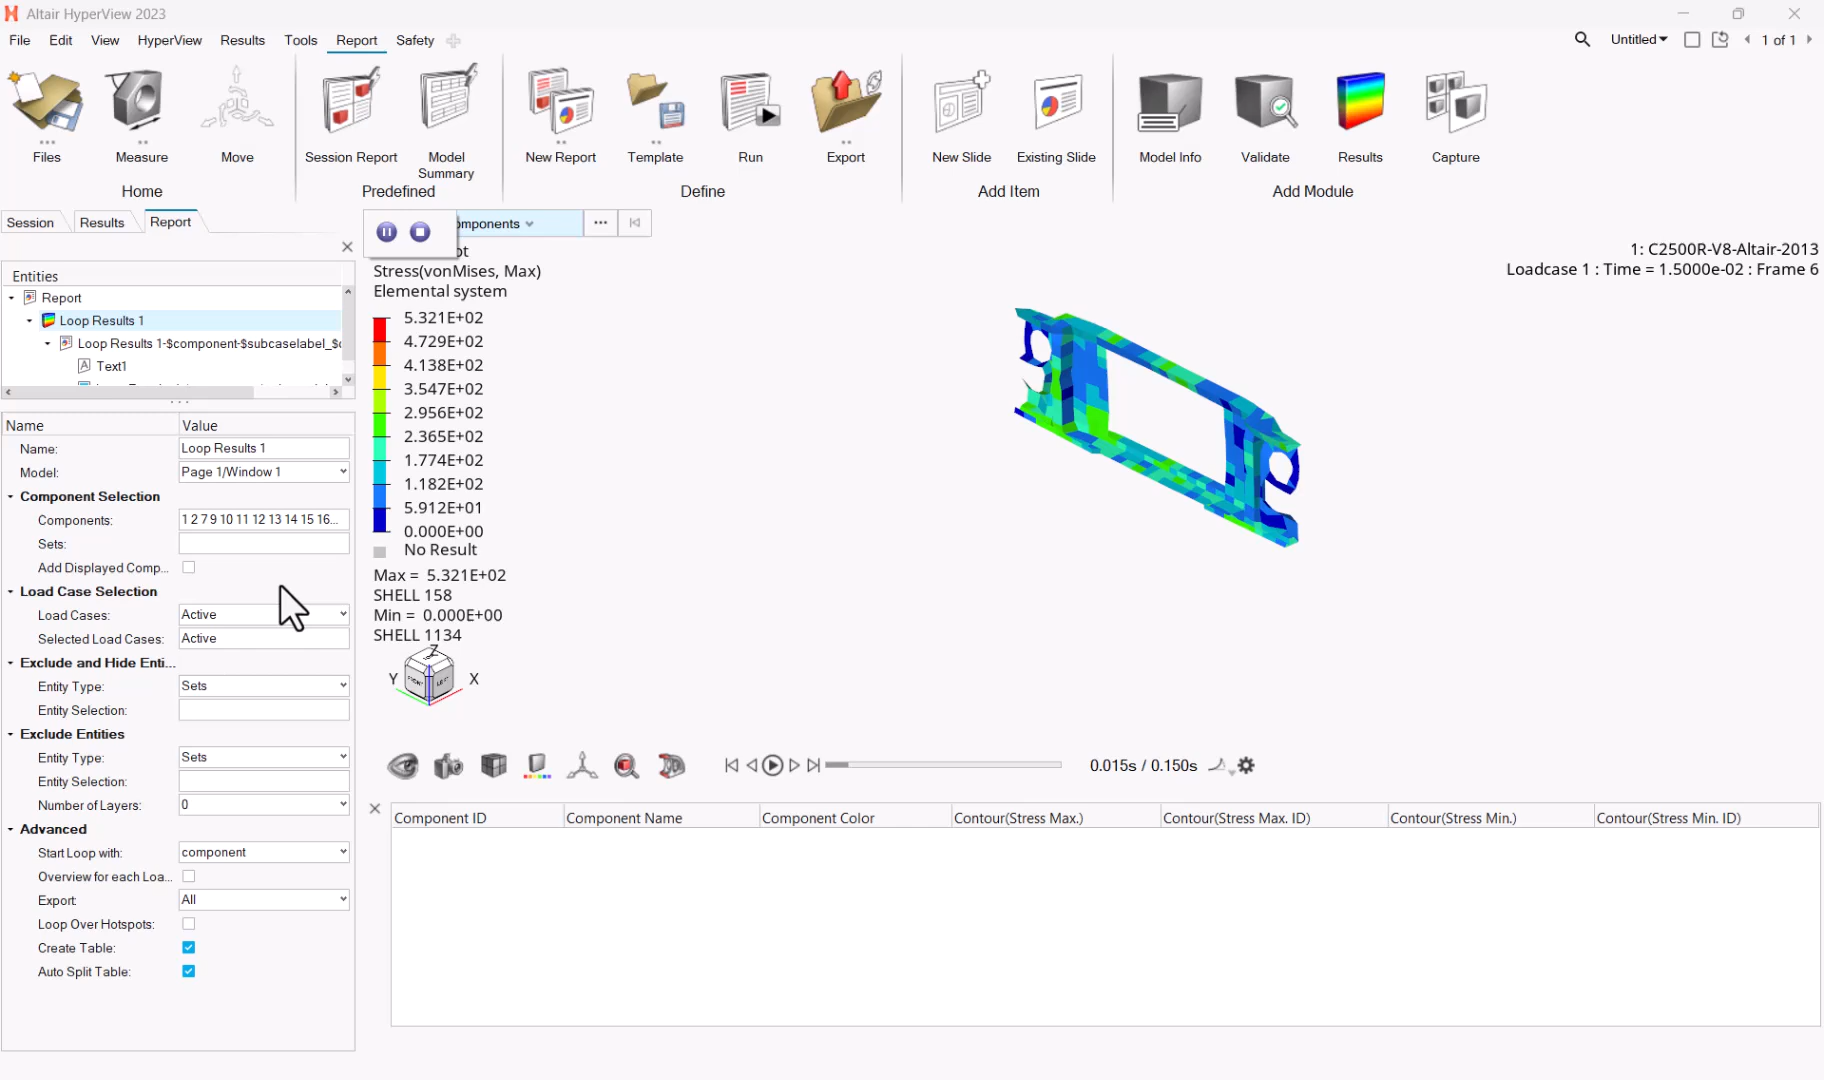 Altair HyperView 2023
File Edit View HyperView Results Tools Report Safety
Untitled 1 of 1
Files Measure Move Session Report Model Summary New Report Template Run Export New Slide Existing Slide Model Info Validate Results Capture
Home Predefined Define Add Item Add Module
Session Results Report
omponents ...
ot
Stress(vonMises, Max)
Elemental system
5.321E+02
4.729E+02
4.138E+02
3.547E+02
2.956E+02
2.365E+02
1.774E+02
1.182E+02
5.912E+01
0.000E+00
No Result
Max = 5.321E+02
SHELL 158
Min = 0.000E+00
SHELL 1134
Z
Y X
FRONT LEFT
1: C2500R-V8-Altair-2013
Loadcase 1 : Time = 1.5000e-02 : Frame 6
Entities
Report
Loop Results 1
Loop Results 1-$component-$subcaselabel_$c
Text1
Name Value
Name: Loop Results 1
Model: Page 1/Window 1
Component Selection
Components: 1 2 7 9 10 11 12 13 14 15 16...
Sets:
Add Displayed Comp...
Load Case Selection
Load Cases: Active
Selected Load Cases: Active
Exclude and Hide Enti...
Entity Type: Sets
Entity Selection:
Exclude Entities
Entity Type: Sets
Entity Selection:
Number of Layers: 0
Advanced
Start Loop with: component
Overview for each Loa...
Export: All
Loop Over Hotspots:
Create Table:
Auto Split Table:
0.015s / 0.150s
Component ID Component Name Component Color Contour(Stress Max.) Contour(Stress Max. ID) Contour(Stress Min.) Contour(Stress Min. ID)